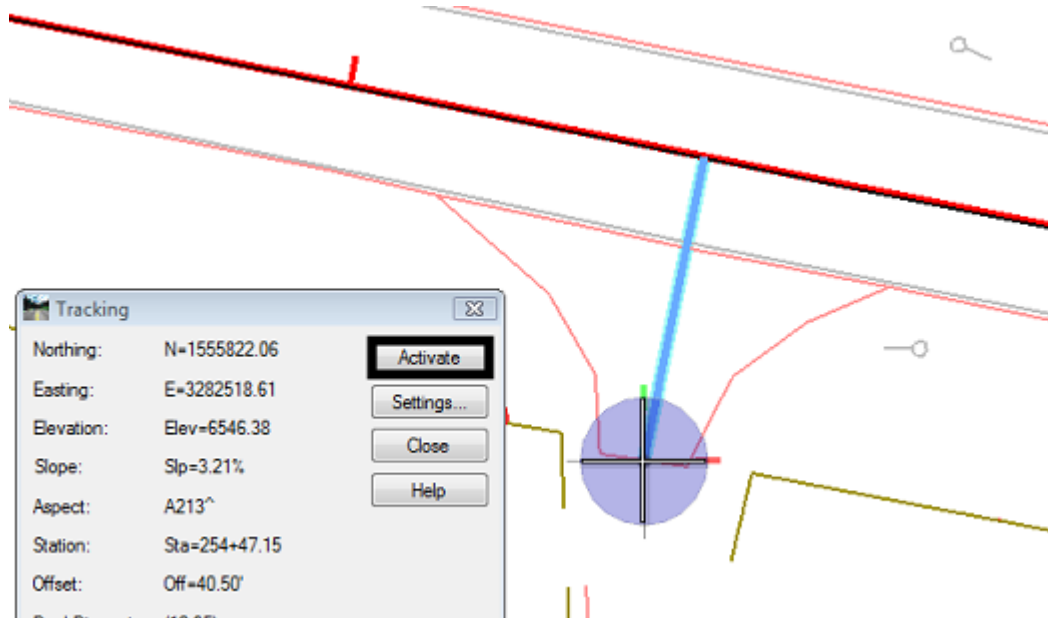 Tracking
Northing: N=1555822.06 Activate
Easting: E=3282518.61 Settings...
Elevation: Elev=6546.38 Close
Slope: Slp=3.21% Help
Aspect: A213^
Station: Sta=254+47.15
Offset: Off=40.50'